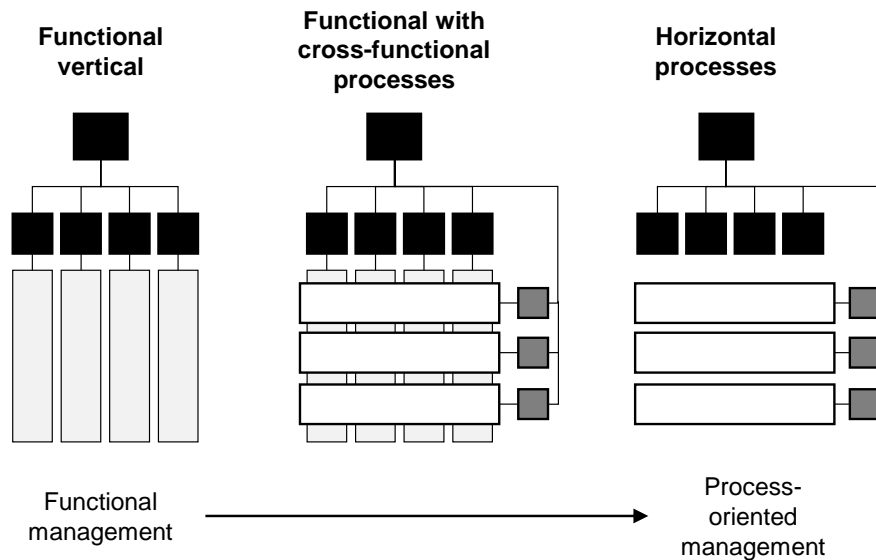 Functional
vertical
Functional with
cross-functional
processes
Horizontal
processes
Functional
management
Process-
oriented
management